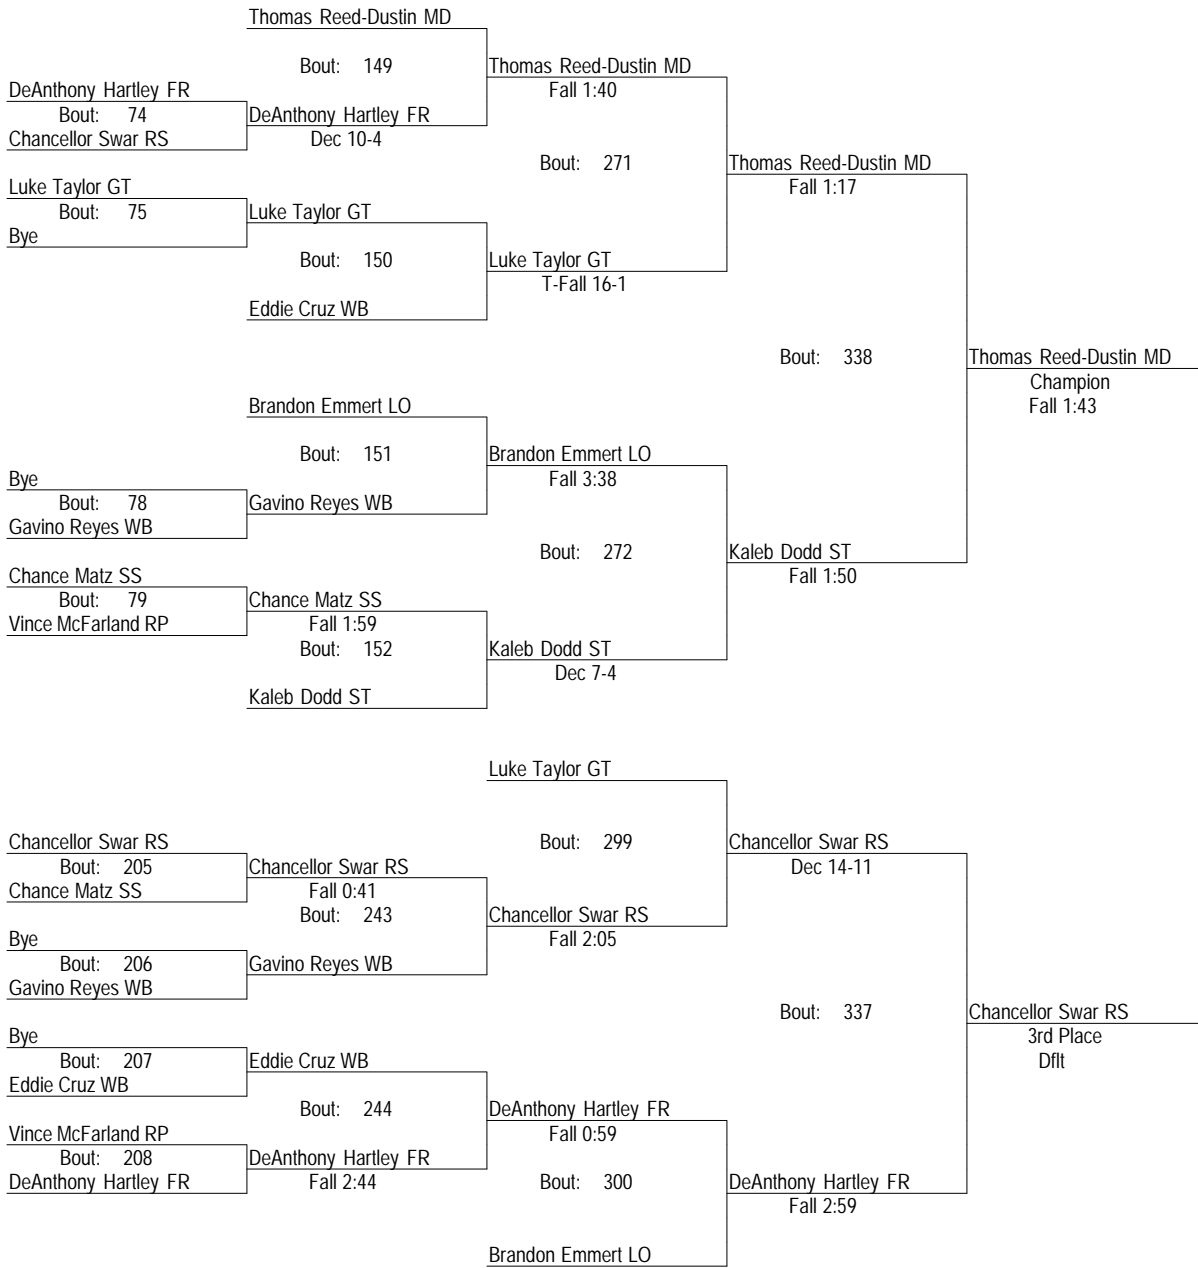 Thomas Reed-Dustin MD
Bout: 149
Thomas Reed-Dustin MD
Fall 1:40
DeAnthony Hartley FR
Bout: 74
Chancellor Swar RS
DeAnthony Hartley FR
Dec 10-4
Bout: 271
Thomas Reed-Dustin MD
Fall 1:17
Luke Taylor GT
Bout: 75
Bye
Luke Taylor GT
Bout: 150
Luke Taylor GT
T-Fall 16-1
Eddie Cruz WB
Bout: 338
Thomas Reed-Dustin MD
Champion
Fall 1:43
Brandon Emmert LO
Bout: 151
Brandon Emmert LO
Fall 3:38
Bye
Bout: 78
Gavino Reyes WB
Gavino Reyes WB
Bout: 272
Kaleb Dodd ST
Fall 1:50
Chance Matz SS
Bout: 79
Vince McFarland RP
Chance Matz SS
Fall 1:59
Bout: 152
Kaleb Dodd ST
Dec 7-4
Kaleb Dodd ST
Luke Taylor GT
Bout: 299
Chancellor Swar RS
Dec 14-11
Chancellor Swar RS
Bout: 205
Chance Matz SS
Chancellor Swar RS
Fall 0:41
Bout: 243
Chancellor Swar RS
Fall 2:05
Bye
Bout: 206
Gavino Reyes WB
Gavino Reyes WB
Bout: 337
Chancellor Swar RS
3rd Place
Dflt
Bye
Bout: 207
Eddie Cruz WB
Eddie Cruz WB
Bout: 244
DeAnthony Hartley FR
Fall 0:59
Vince McFarland RP
Bout: 208
DeAnthony Hartley FR
DeAnthony Hartley FR
Fall 2:44
Bout: 300
DeAnthony Hartley FR
Fall 2:59
Brandon Emmert LO